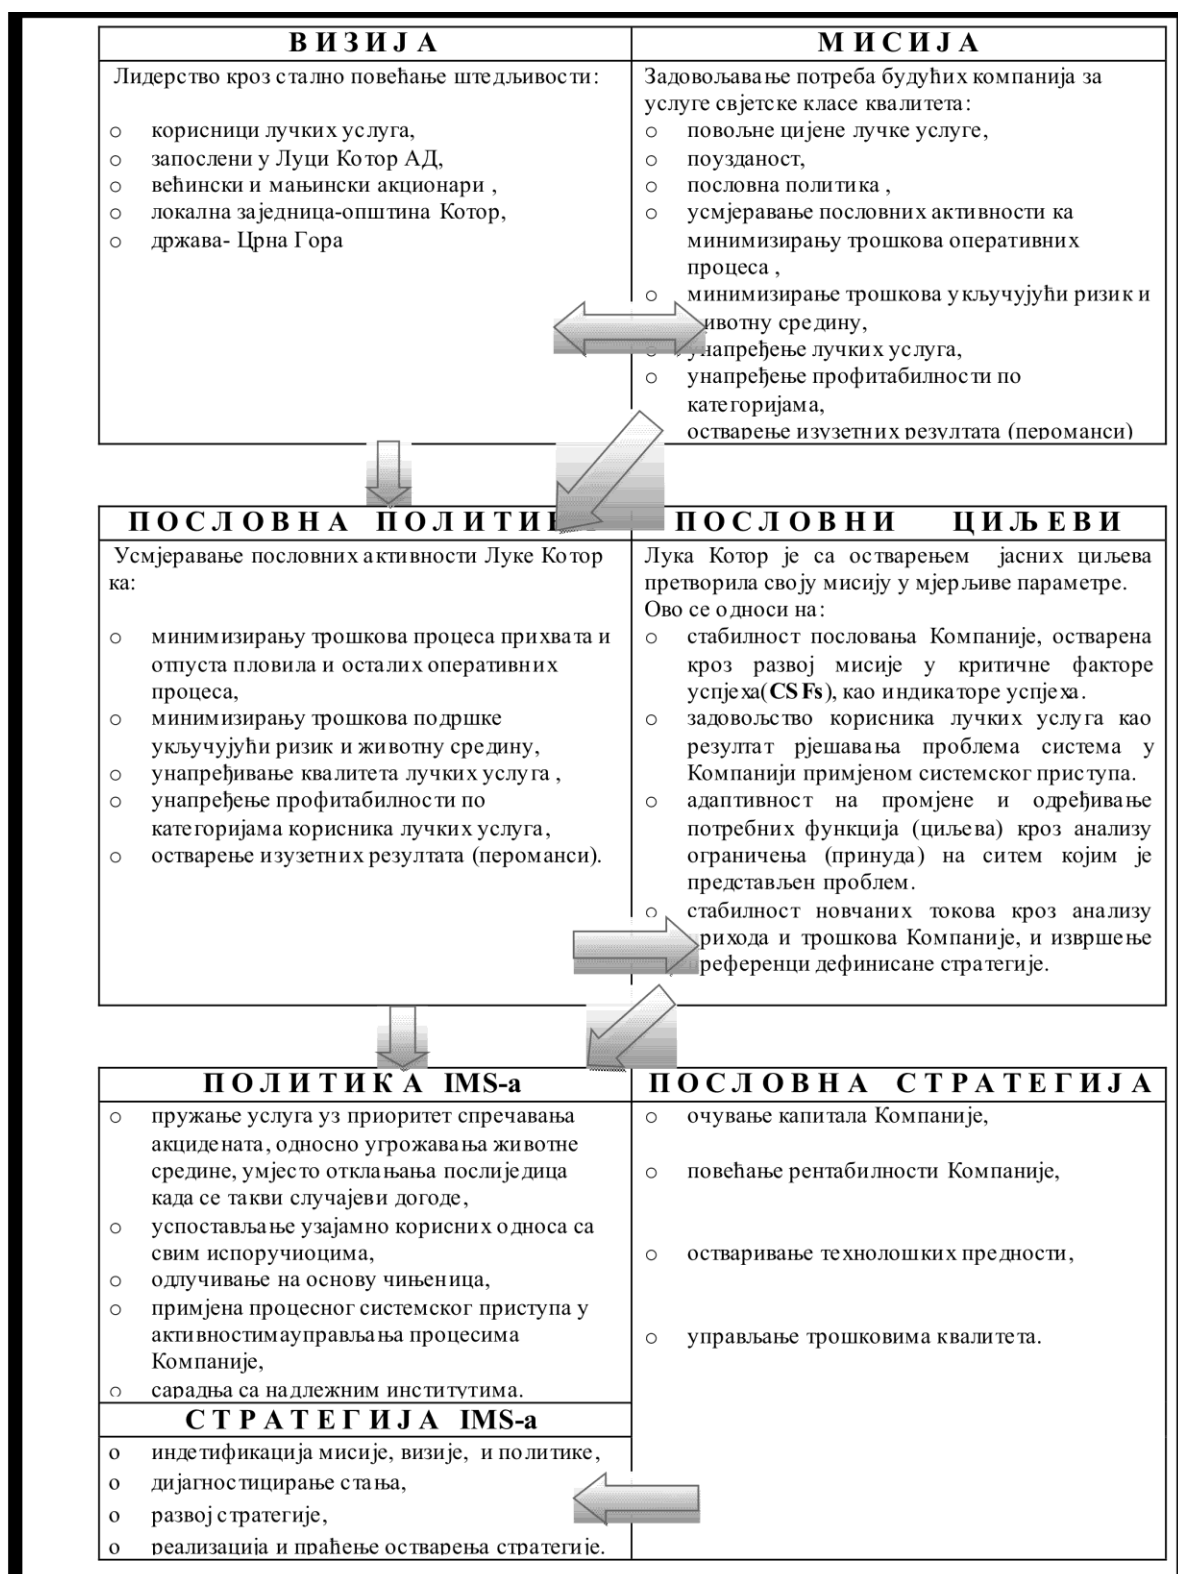 ВИЗИЈА
Лидерство кроз стално повећање штедљивости:
o корисници лучких услуга,
o запослени у Луци Котор АД,
o већински и мањински акционари ,
o локална заједница-општина Котор,
o држава- Црна Гора
МИСИЈА
Задовољавање потреба будућих компанија за
услуге свјетске класе квалитета:
o повољне цијене лучке услуге,
o поузданост,
o пословна политика ,
o усмјеравање пословних активности ка
минимизирању трошкова оперативних
процеса ,
o минимизирање трошкова укључујући ризик и
ивотну средину,
o унапређење лучких услуга,
o унапређење профитабилности по
категоријама,
остварење изузетних резултата (пероманси)
ПОСЛОВНА ПОЛИТИК
Усмјеравање пословних активности Луке Котор
ка:
o минимизирању трошкова процеса прихвата и
отпуста пловила и осталих оперативних
процеса,
o минимизирању трошкова подршке
укључујући ризик и животну средину,
o унапређивање квалитета лучких услуга ,
o унапређење профитабилности по
категоријама корисника лучких услуга,
o остварење изузетних резултата (пероманси).
ПОСЛОВНИ ЦИЉЕВИ
Лука Котор је са остварењем јасних циљева
претворила своју мисију у мјерљиве параметре.
Ово се односи на:
o стабилност пословања Компаније, остварена
кроз развој мисије у критичне факторе
успјеха(CSFs), као индикаторе успјеха.
o задовољство корисника лучких услуга као
резултат рјешавања проблема система у
Компанији примјеном системског приступа.
o адаптивност на промјене и одређивање
потребних функција (циљева) кроз анализу
ограничења (принуда) на ситем којим је
представљен проблем.
o стабилност новчаних токова кроз анализу
рихода и трошкова Компаније, и извршење
преференци дефинисане стратегије.
ПОЛИТИКА IMS-а
o пружање услуга уз приоритет спречавања
акцидената, односно угрожавања животне
средине, умјесто отклањања послиједица
када се такви случајеви догоде,
o успостављање узајамно корисних односа са
свим испоручиоцима,
o одлучивање на основу чињеница,
o примјена процесног системског приступа у
активностимауправљања процесима
Компаније,
o сарадња са надлежним институтима.
ПОСЛОВНА СТРАТЕГИЈА
o очување капитала Компаније,
o повећање рентабилности Компаније,
o остваривање технолошких предности,
o управљање трошковима квалитета.
СТРАТЕГИЈА IMS-а
o индетификација мисије, визије, и политике,
o дијагностицирање стања,
o развој стратегије,
o реализација и праћење остварења стратегије.